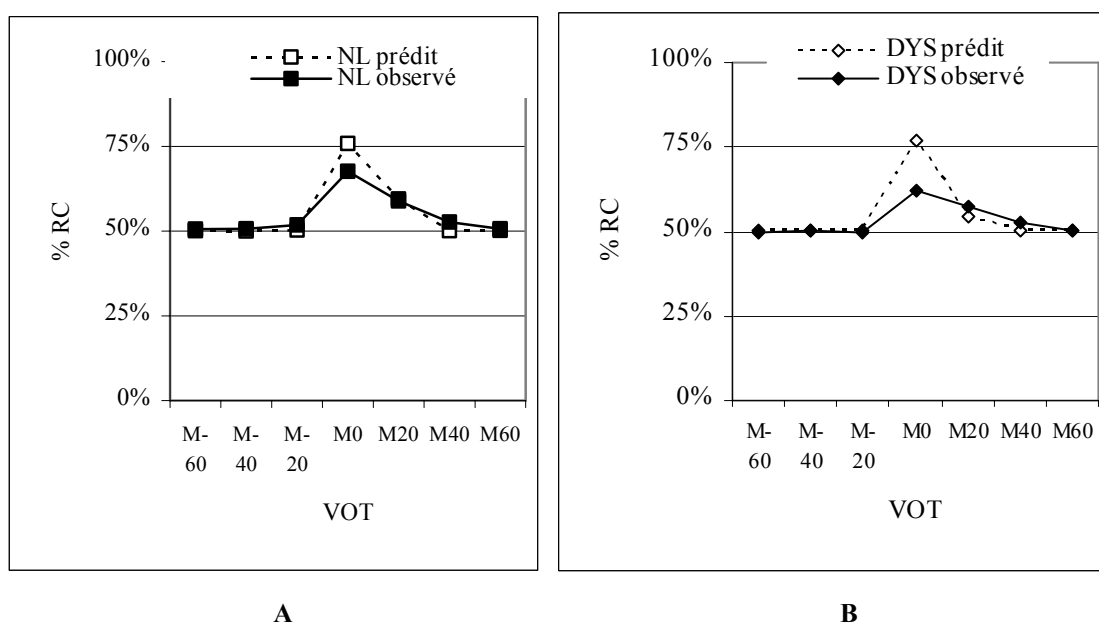 100%
75%
50%
25%
0%
% RC
NL prédit
NL observé
M-60 M-40 M-20 M0 M20 M40 M60
VOT
A
100%
75%
50%
25%
0%
% RC
DYS prédit
DYS observé
M-60 M-40 M-20 M0 M20 M40 M60
VOT
B